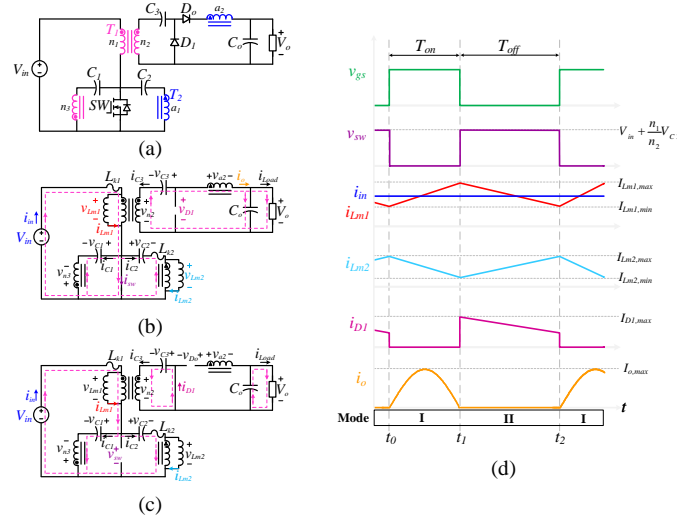 C3 Do a2
T1
n1 n2 D1 Co Vo
Vin
C1 C2
T2
n3 SW a1
(a)
Lk1 iC3 −vC3+ +va2− io iLoad
iin
Vin
+ vLm1 − iLm1 + vn2 − + vD1 − Co + Vo −
−vC1+ +vC2− Lk2
iC1 iC2
vn3 isw vLm2
iLm2
(b)
Lk1 iC3 −vC3+ −vDo+ +va2− iLoad
iin
Vin
+ vLm1 − iLm1 + vn2 − iD1 Co + Vo −
−vC1+ +vC2− Lk2
iC1 iC2
vn3 + vsw − vLm2
iLm2
(c)
Ton Toff
vgs
vsw Vin + n1/n2 VC
iin ILm1,max
iLm1 ILm1,min
iLm2 ILm2,max
ILm2,min
iD1 ID1,max
io Io,max
t
Mode I II I
t0 t1 t2
(d)